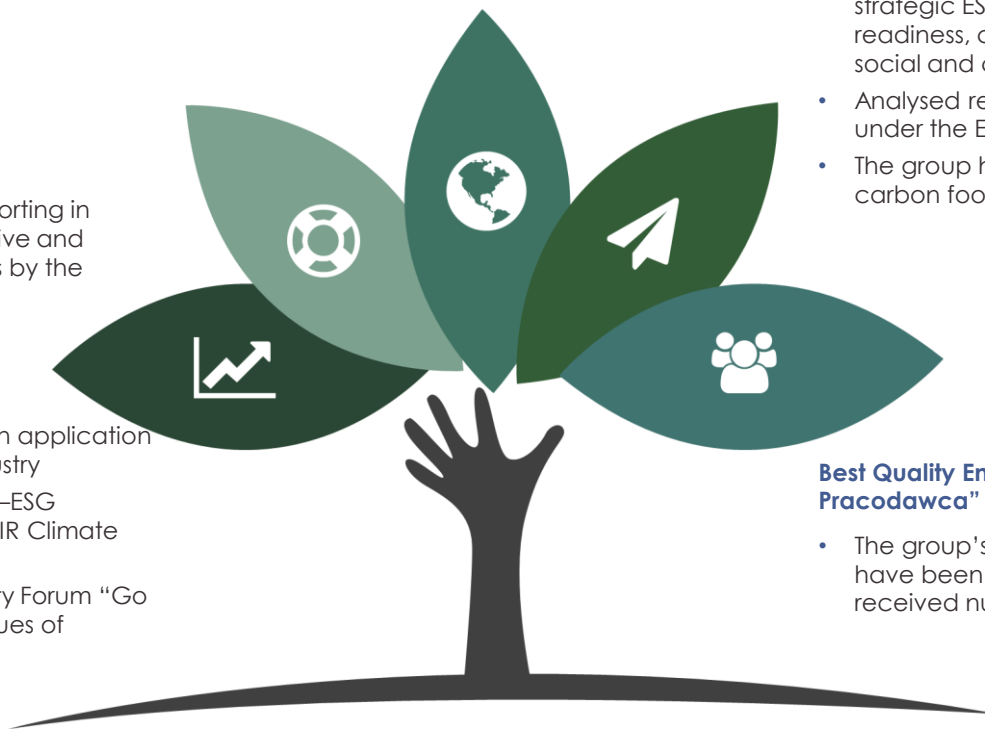 orting in
ive and
s by the
n application
ustry
–ESG
IR Climate
ty Forum “Go
ues of
strategic ES
readiness,
social and
• Analysed re
under the E
• The group h
carbon foo
Best Quality En
Pracodawca”
• The group’s
have been
received nu